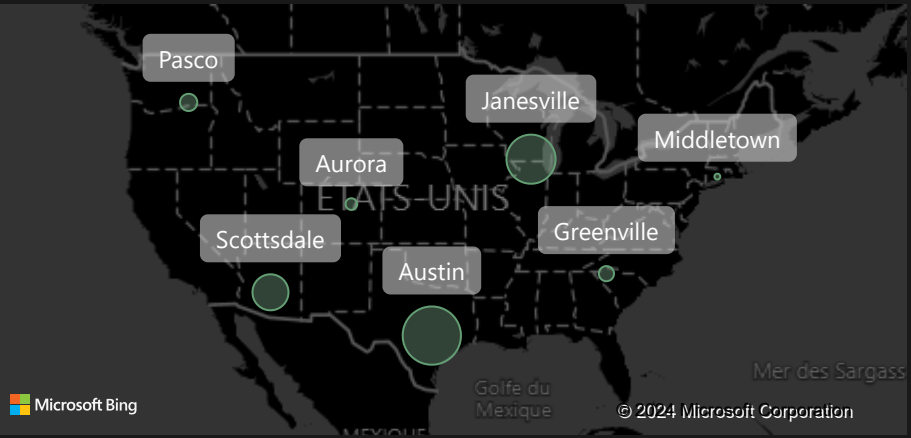 Pasco
Janesville
Middletown
Aurora
ÉTATS-UNIS
Scottsdale
Greenville
Austin
Mer des Sargass
Golfe du
Mexique
Microsoft Bing
© 2024 Microsoft Corporation
MEXIQUE